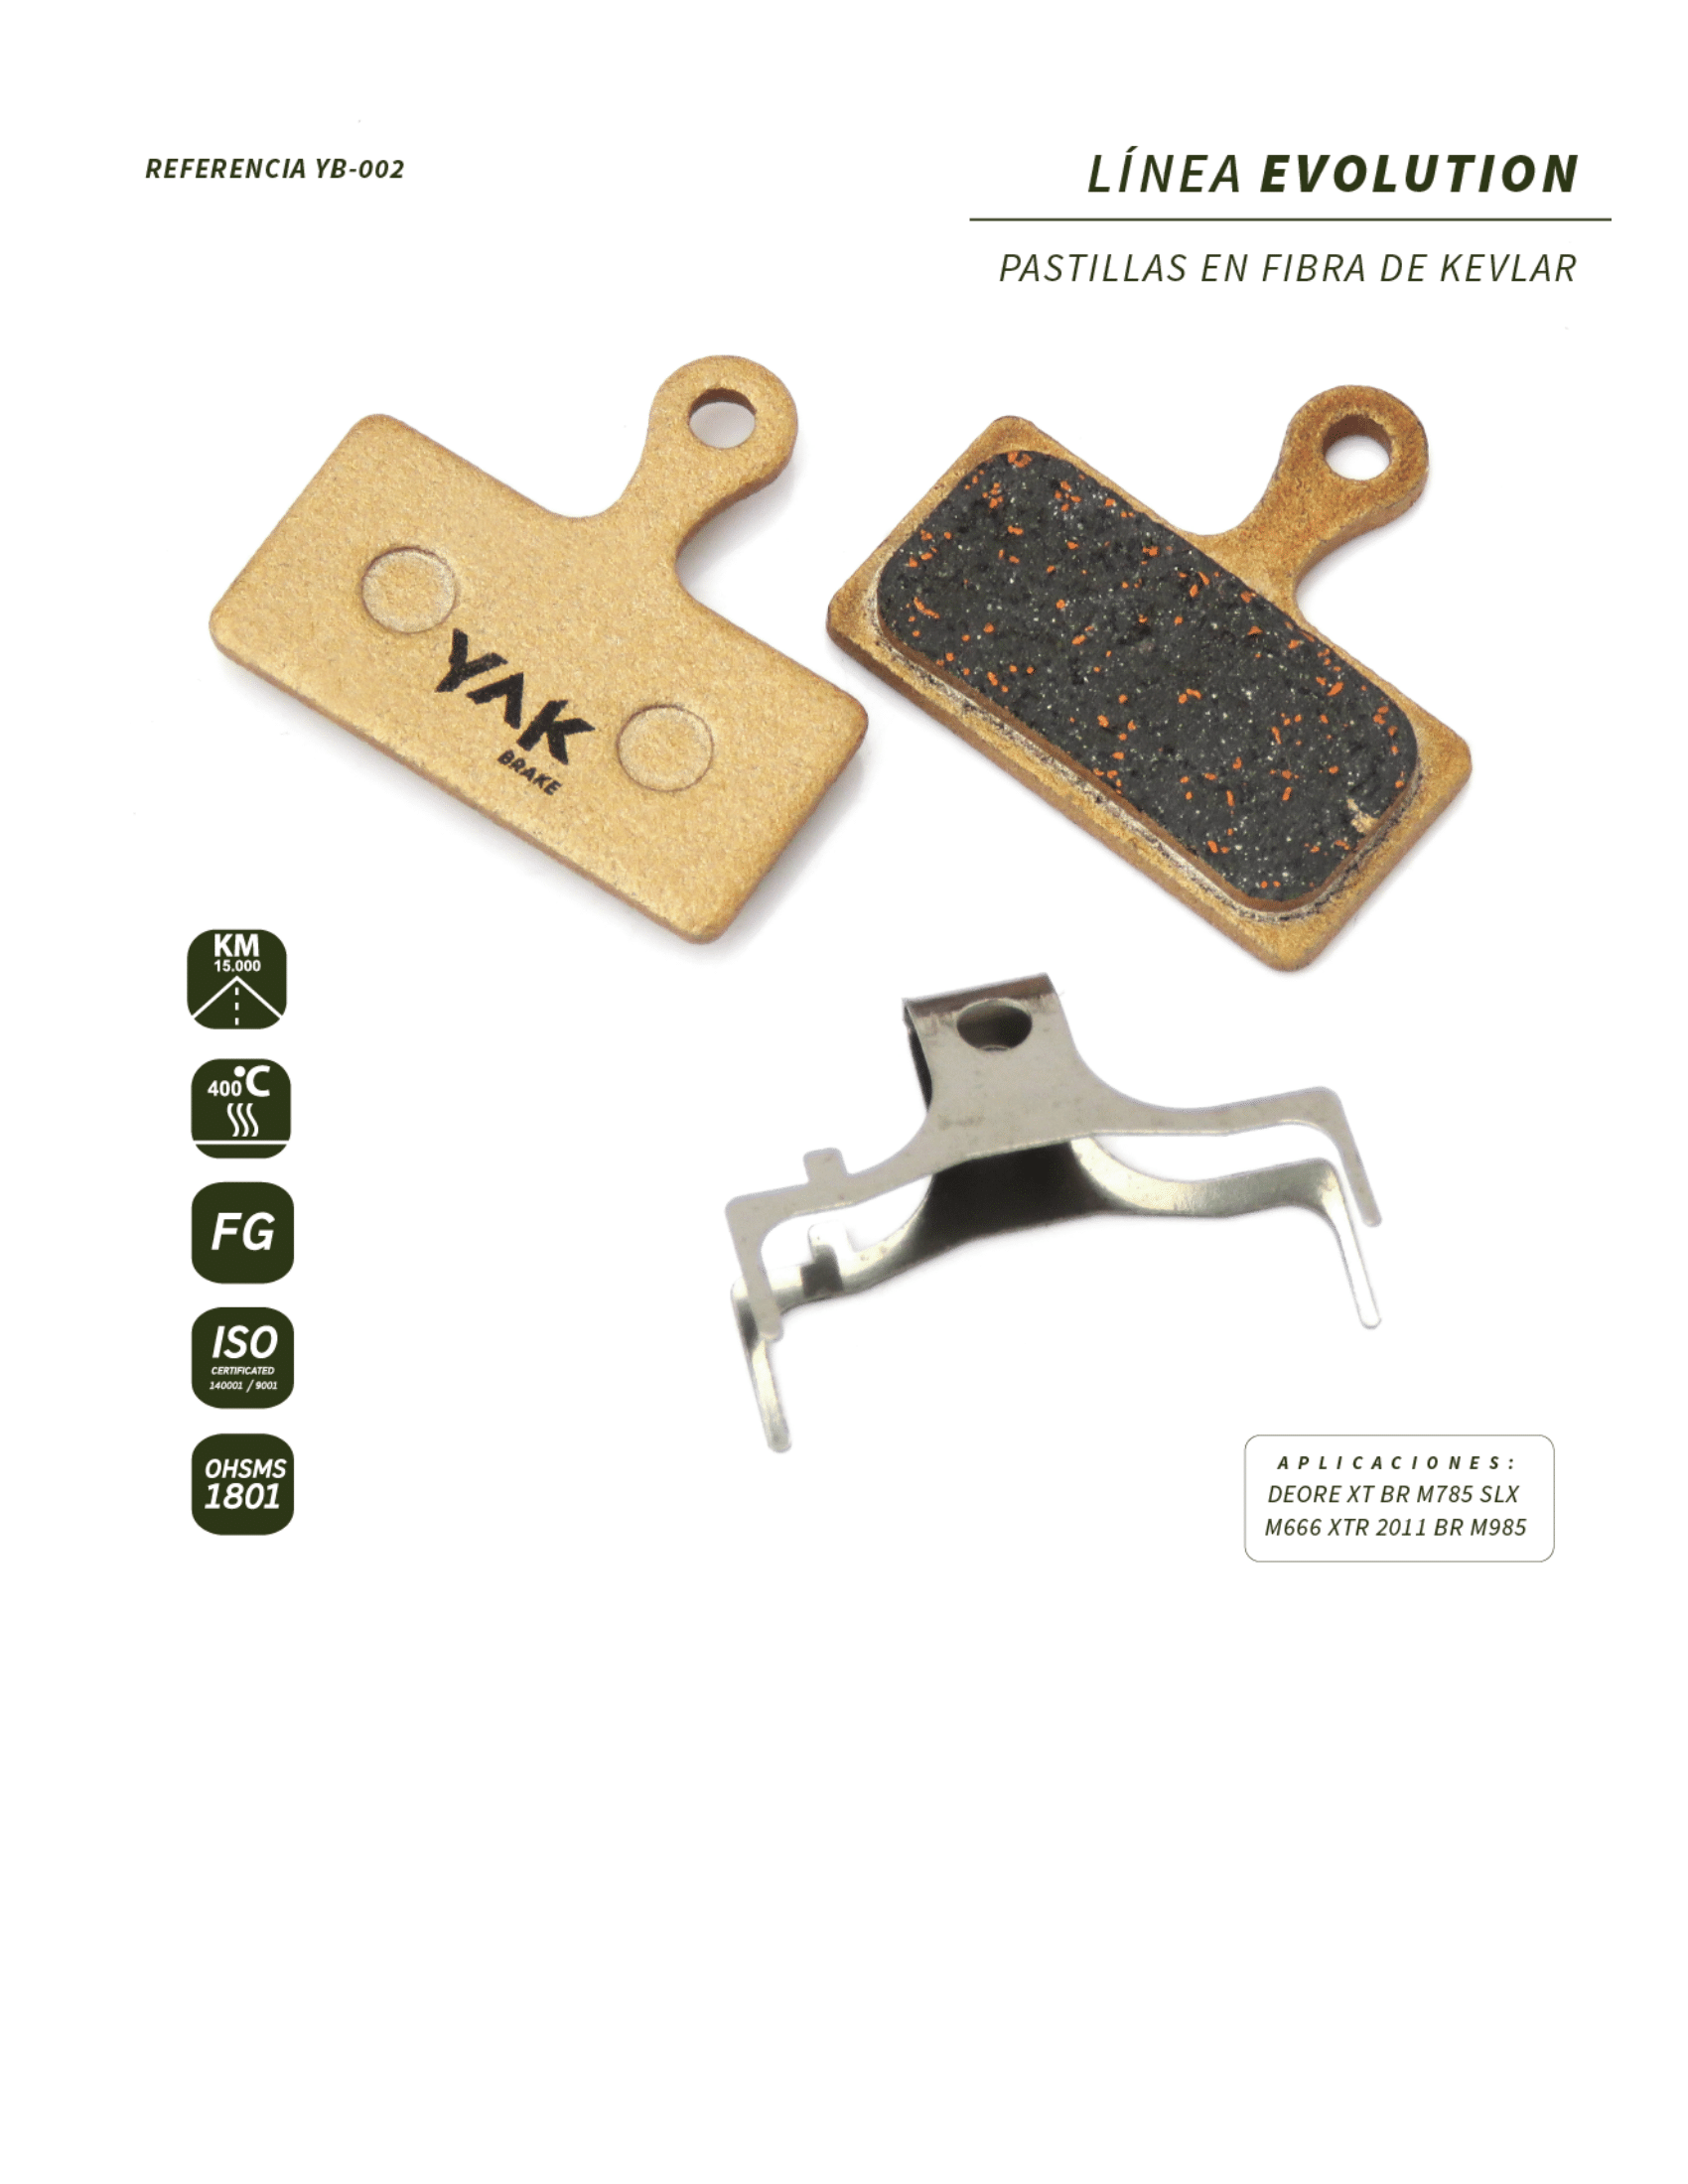 REFERENCIA YB-002
LÍNEA EVOLUTION
PASTILLAS EN FIBRA DE KEVLAR
YAK
BRAKE
KM
15.000
400°C
FG
ISO
CERTIFICATED
140001 / 9001
OHSMS
1801
APLICACIONES:
DEORE XT BR M785 SLX
M666 XTR 2011 BR M985